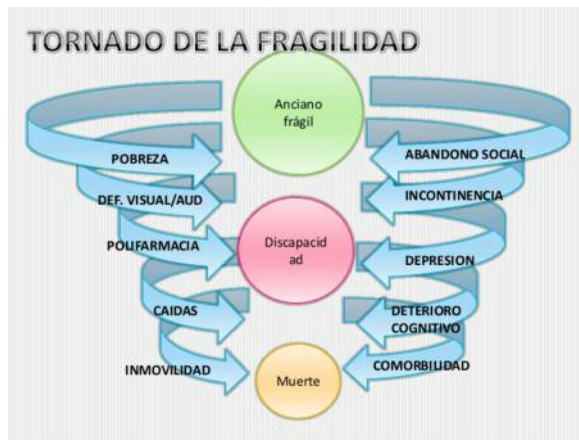 TORNADO DE LA FRAGILIDAD
Anciano
frágil
POBREZA
ABANDONO SOCIAL
DEF. VISUAL/AUD
INCONTINENCIA
POLIFARMACIA
Discapacid
ad
DEPRESION
CAIDAS
DETERIORO
COGNITIVO
INMOVILIDAD
Muerte
COMORBILIDAD